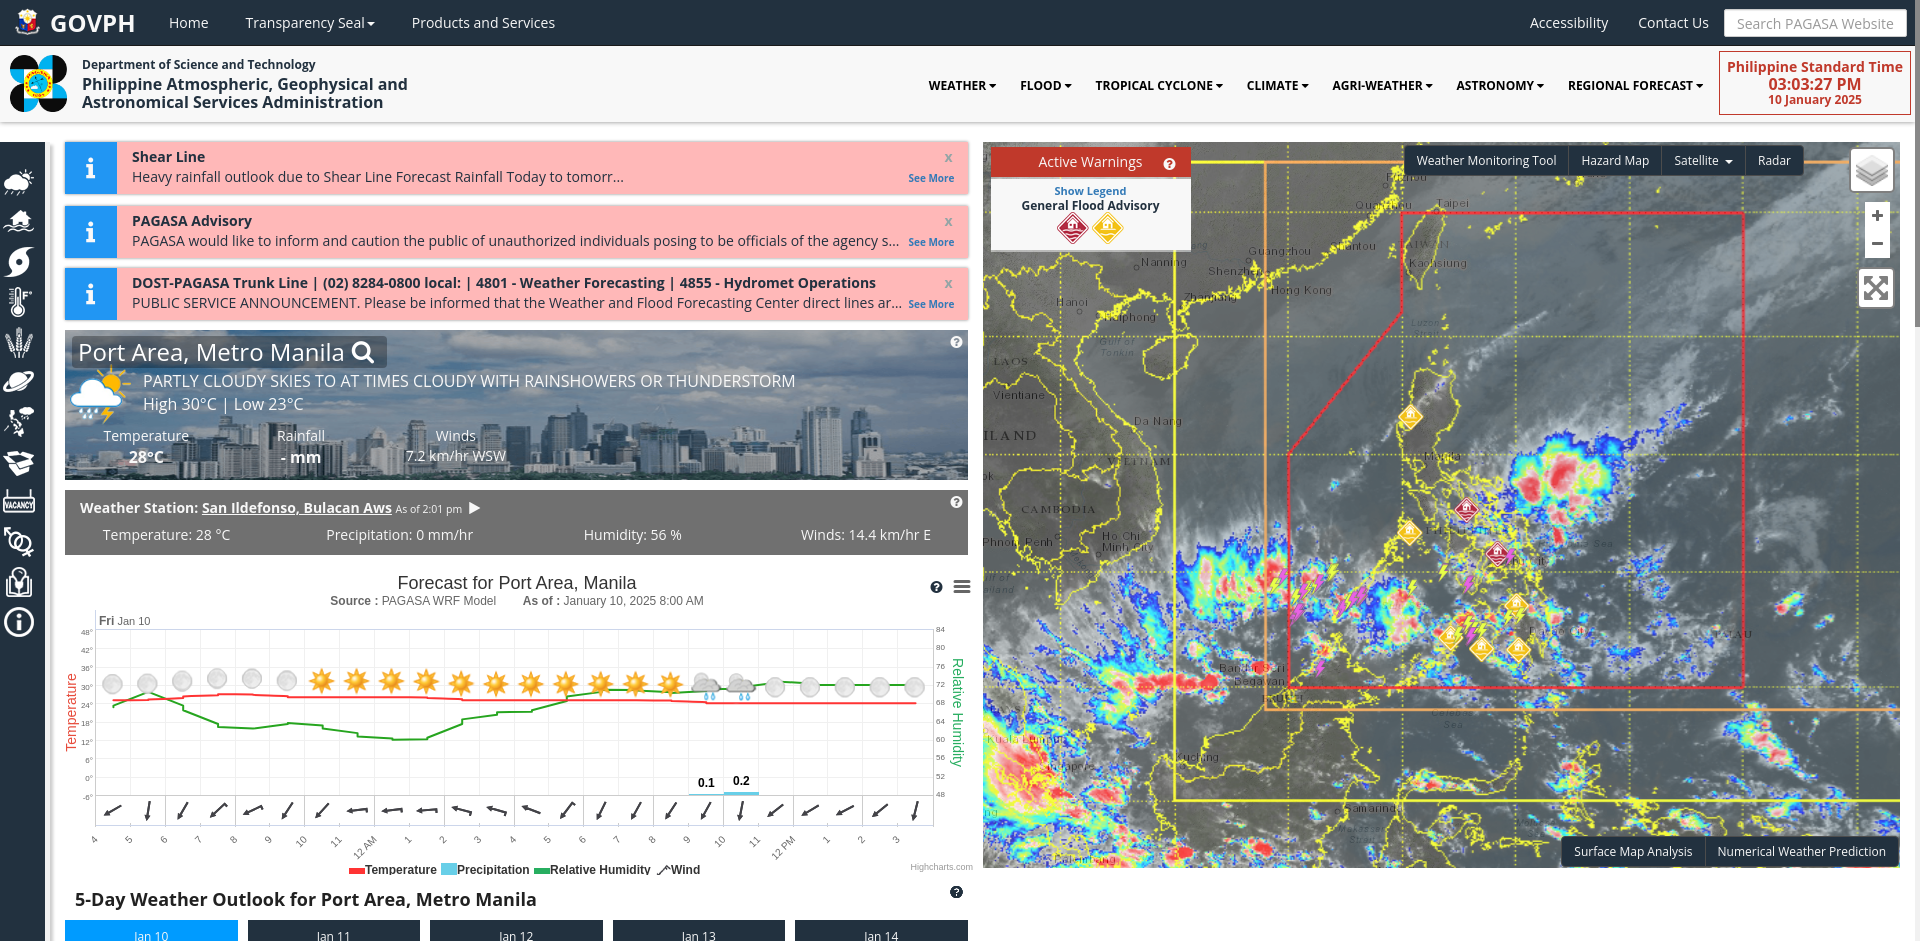 GOVPH Home Transparency Seal Products and Services Accessibility Contact Us Search PAGASA Website
Department of Science and Technology
Philippine Atmospheric, Geophysical and
Astronomical Services Administration
WEATHER FLOOD TROPICAL CYCLONE CLIMATE AGRI-WEATHER ASTRONOMY REGIONAL FORECAST
Philippine Standard Time
03:03:27 PM
10 January 2025
Shear Line x
Heavy rainfall outlook due to Shear Line Forecast Rainfall Today to tomorr... See More
PAGASA Advisory x
PAGASA would like to inform and caution the public of unauthorized individuals posing to be officials of the agency s... See More
DOST-PAGASA Trunk Line | (02) 8284-0800 local: | 4801 - Weather Forecasting | 4855 - Hydromet Operations x
PUBLIC SERVICE ANNOUNCEMENT. Please be informed that the Weather and Flood Forecasting Center direct lines ar... See More
VACANCY
Port Area, Metro Manila
PARTLY CLOUDY SKIES TO AT TIMES CLOUDY WITH RAINSHOWERS OR THUNDERSTORM
High 30°C | Low 23°C
Temperature Rainfall Winds
28°C - mm 7.2 km/hr WSW
Weather Station: San Ildefonso, Bulacan Aws As of 2:01 pm
Temperature: 28 °C Precipitation: 0 mm/hr Humidity: 56 % Winds: 14.4 km/hr E
Forecast for Port Area, Manila
Source : PAGASA WRF Model As of : January 10, 2025 8:00 AM
Fri Jan 10
Temperature
48°
42°
36°
30°
24°
18°
12°
6°
0°
-6°
84
80
76
72
68
64
60
56
52
48
Relative Humidity
0.1 0.2
4 5 6 7 8 9 10 11 12 AM 1 2 3 4 5 6 7 8 9 10 11 12 PM 1 2 3
Temperature Precipitation Relative Humidity Wind
Highcharts.com
5-Day Weather Outlook for Port Area, Metro Manila
Jan 10 Jan 11 Jan 12 Jan 13 Jan 14
Active Warnings
Show Legend
General Flood Advisory
Weather Monitoring Tool Hazard Map Satellite Radar
+
−
Taipei
Guangzhou
Nanning
Shenzhen
Kaohsiung
Hong Kong
Hanoi
Gulf of
Tonkin
LAOS
Vientiane
Da Nang
VIETNAM
CAMBODIA
Phnom Penh
Ho Chi
Minh City
Bandar Seri
Begawan
Kuala Lumpur
Kuching
Celebes
Sea
Samarinda
PALAU
Surface Map Analysis Numerical Weather Prediction